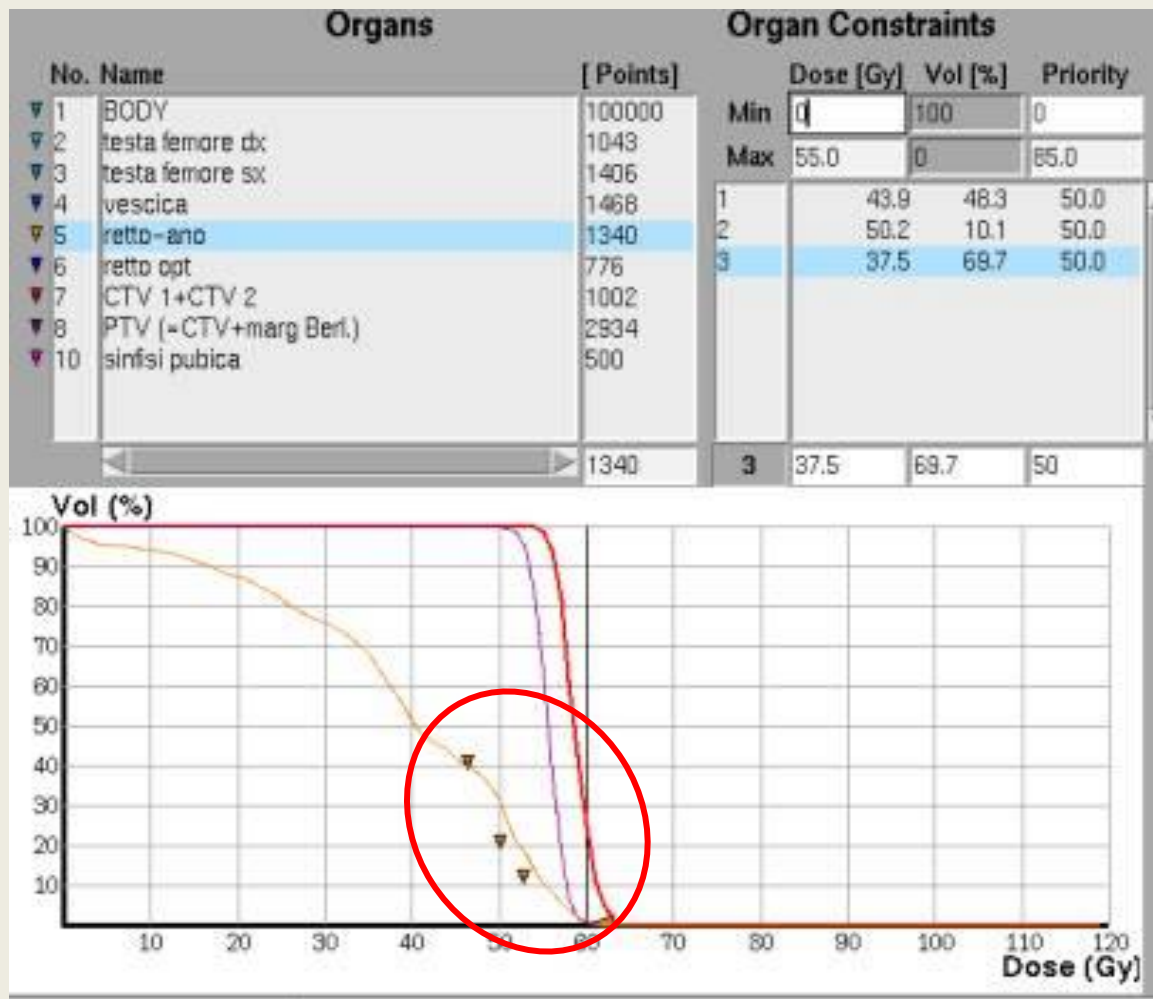 Organs Organ Constraints
No. Name [ Points] Dose [Gy] Vol [%] Priority
1 BODY 100000 Min 0 100 0
2 testa femore dx 1043
3 testa femore sx 1406 Max 55.0 0 85.0
4 vescica 1468 1 43.9 48.3 50.0
5 retto-ano 1340 2 50.2 10.1 50.0
6 retto opt 776 3 37.5 69.7 50.0
7 CTV 1+CTV 2 1002
8 PTV (=CTV+marg Berl.) 2934
10 sinfisi pubica 500
1340 3 37.5 69.7 50
Vol (%)
100
90
80
70
60
50
40
30
20
10
10 20 30 40 50 60 70 80 90 100 110 120
Dose (Gy)